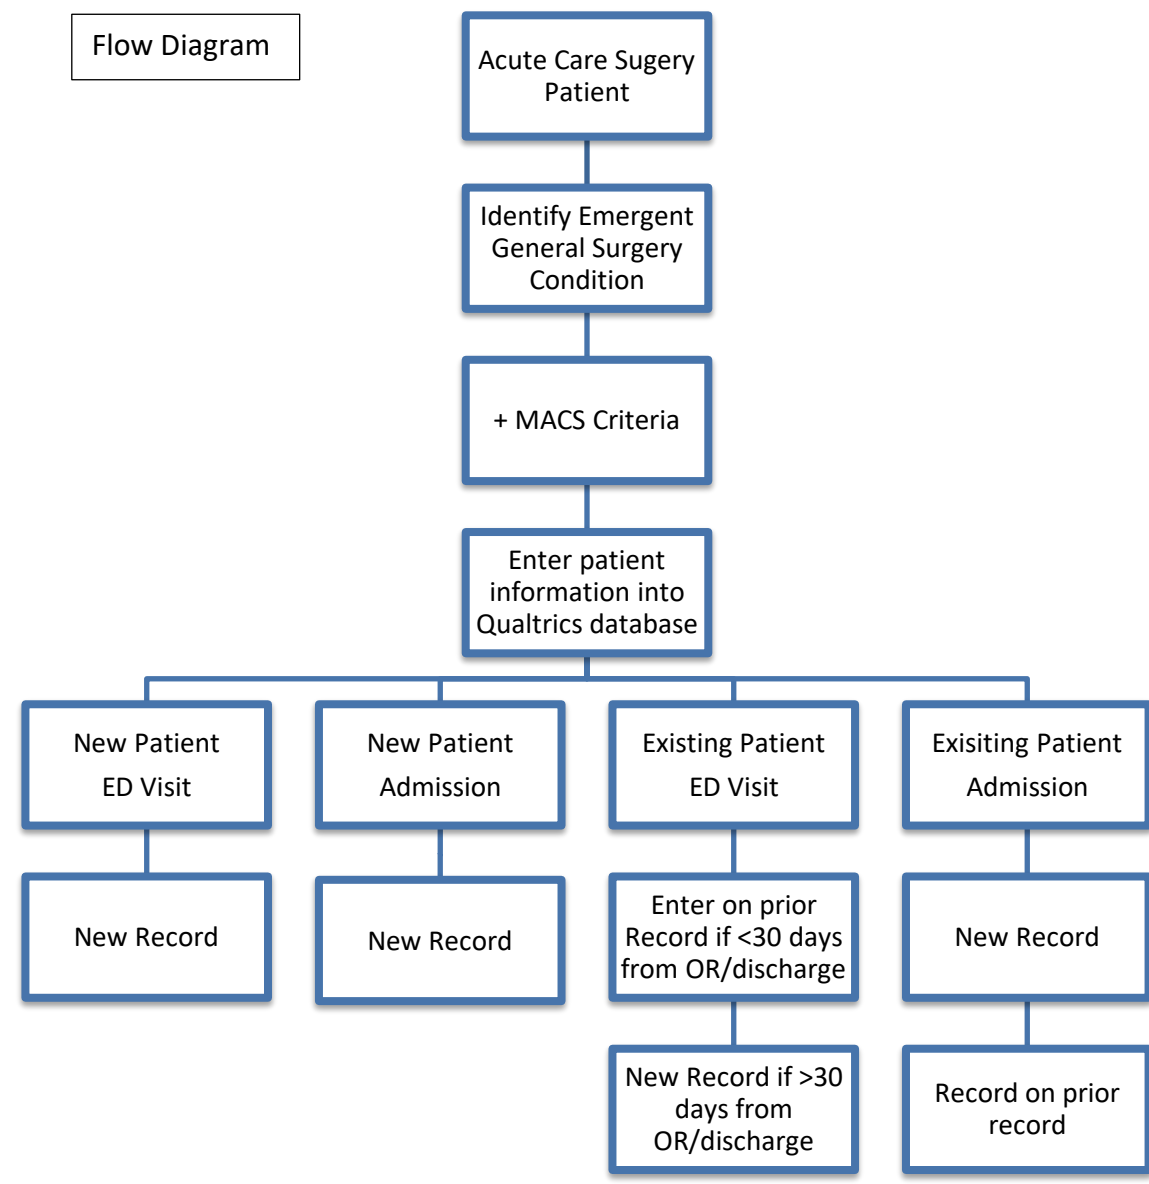 Flow Diagram
Acute Care Sugery
Patient
Identify Emergent
General Surgery
Condition
+ MACS Criteria
Enter patient
information into
Qualtrics database
New Patient
ED Visit
New Patient
Admission
Existing Patient
ED Visit
Exisiting Patient
Admission
New Record
New Record
Enter on prior
Record if <30 days
from OR/discharge
New Record
New Record if >30
days from
OR/discharge
Record on prior
record